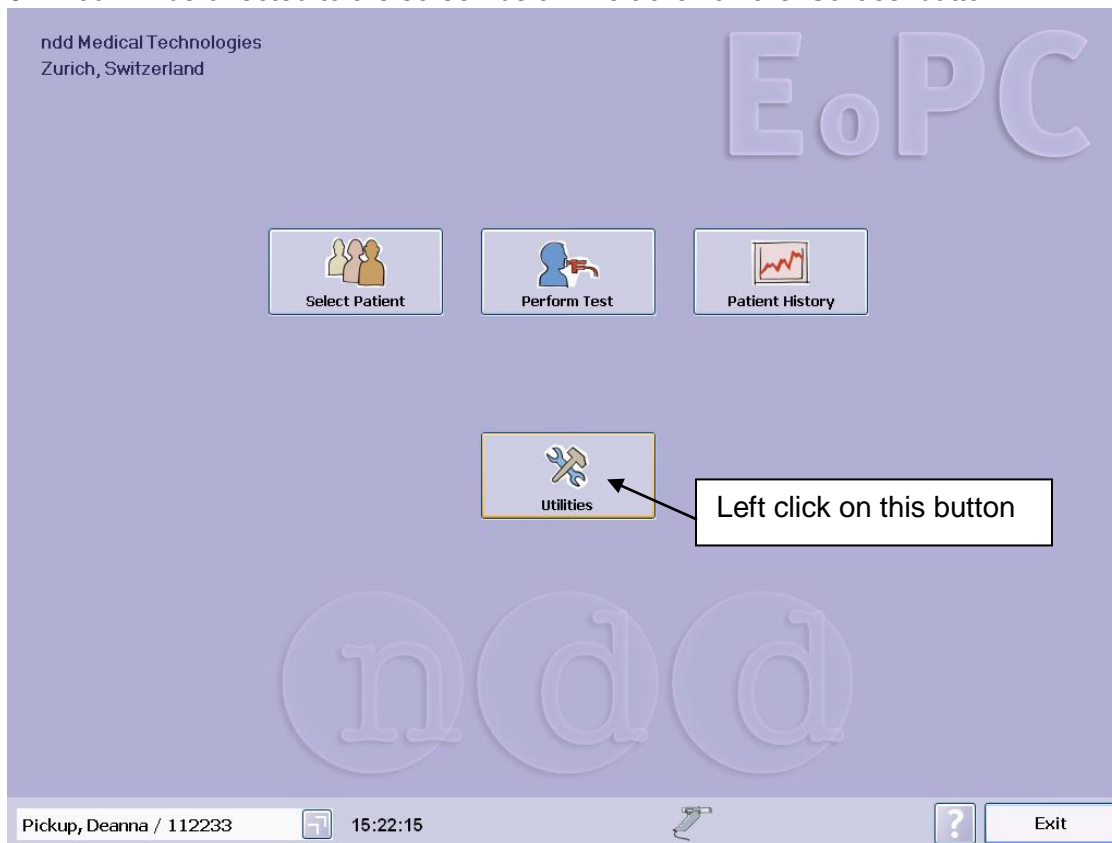 ndd Medical Technologies
Zurich, Switzerland
EoPC
Select Patient
Perform Test
Patient History
Utilities
Left click on this button
ndd
Pickup, Deanna / 112233
15:22:15
?
Exit